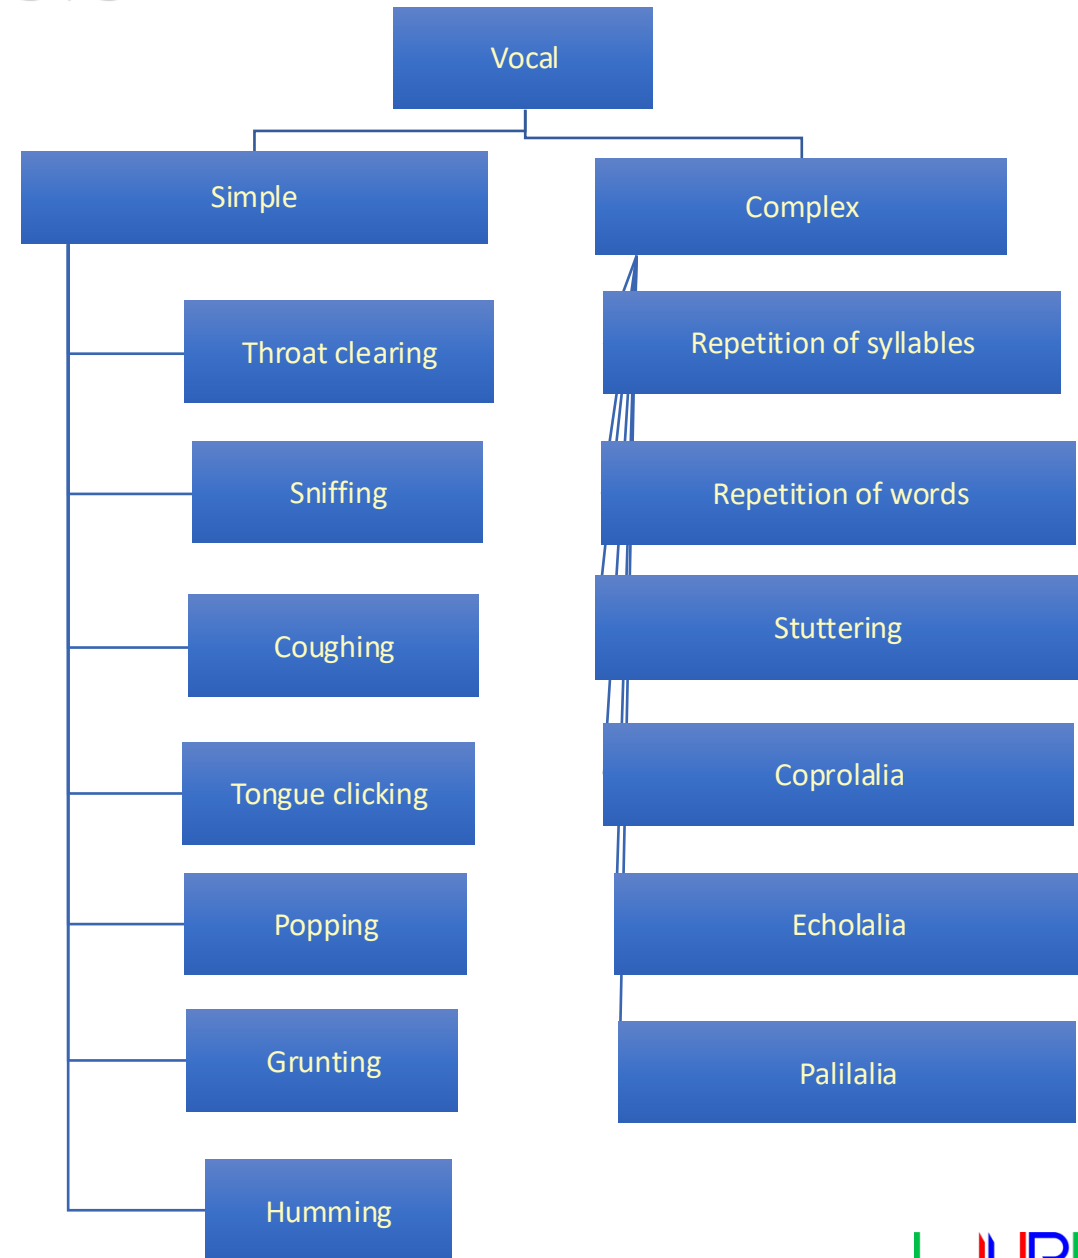 Vocal
Simple
Throat clearing
Sniffing
Coughing
Tongue clicking
Popping
Grunting
Humming
Complex
Repetition of syllables
Repetition of words
Stuttering
Coprolalia
Echolalia
Palilalia